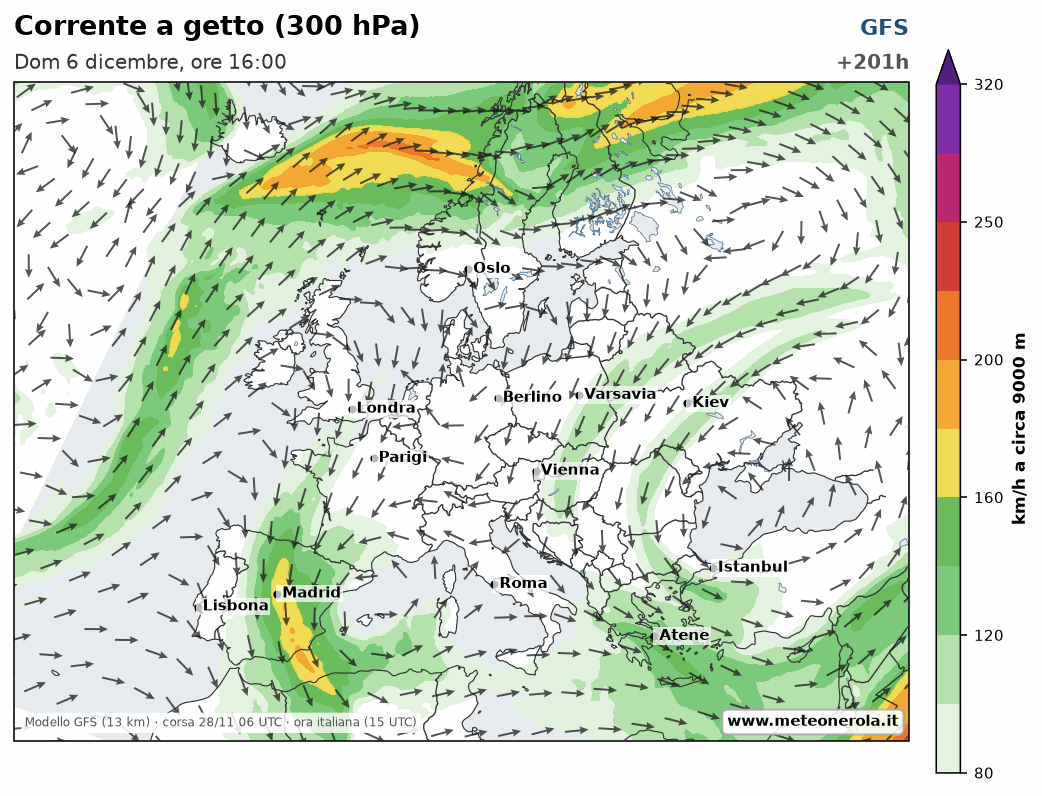 Corrente a getto (300 hPa)
GFS
Dom 6 dicembre, ore 16:00
+201h
320
250
200
160
120
80
km/h a circa 9000 m
Oslo
Londra
Berlino
Varsavia
Kiev
Parigi
Vienna
Istanbul
Roma
Madrid
Lisbona
Atene
Modello GFS (13 km) · corsa 28/11 06 UTC · ora italiana (15 UTC)
www.meteonerola.it